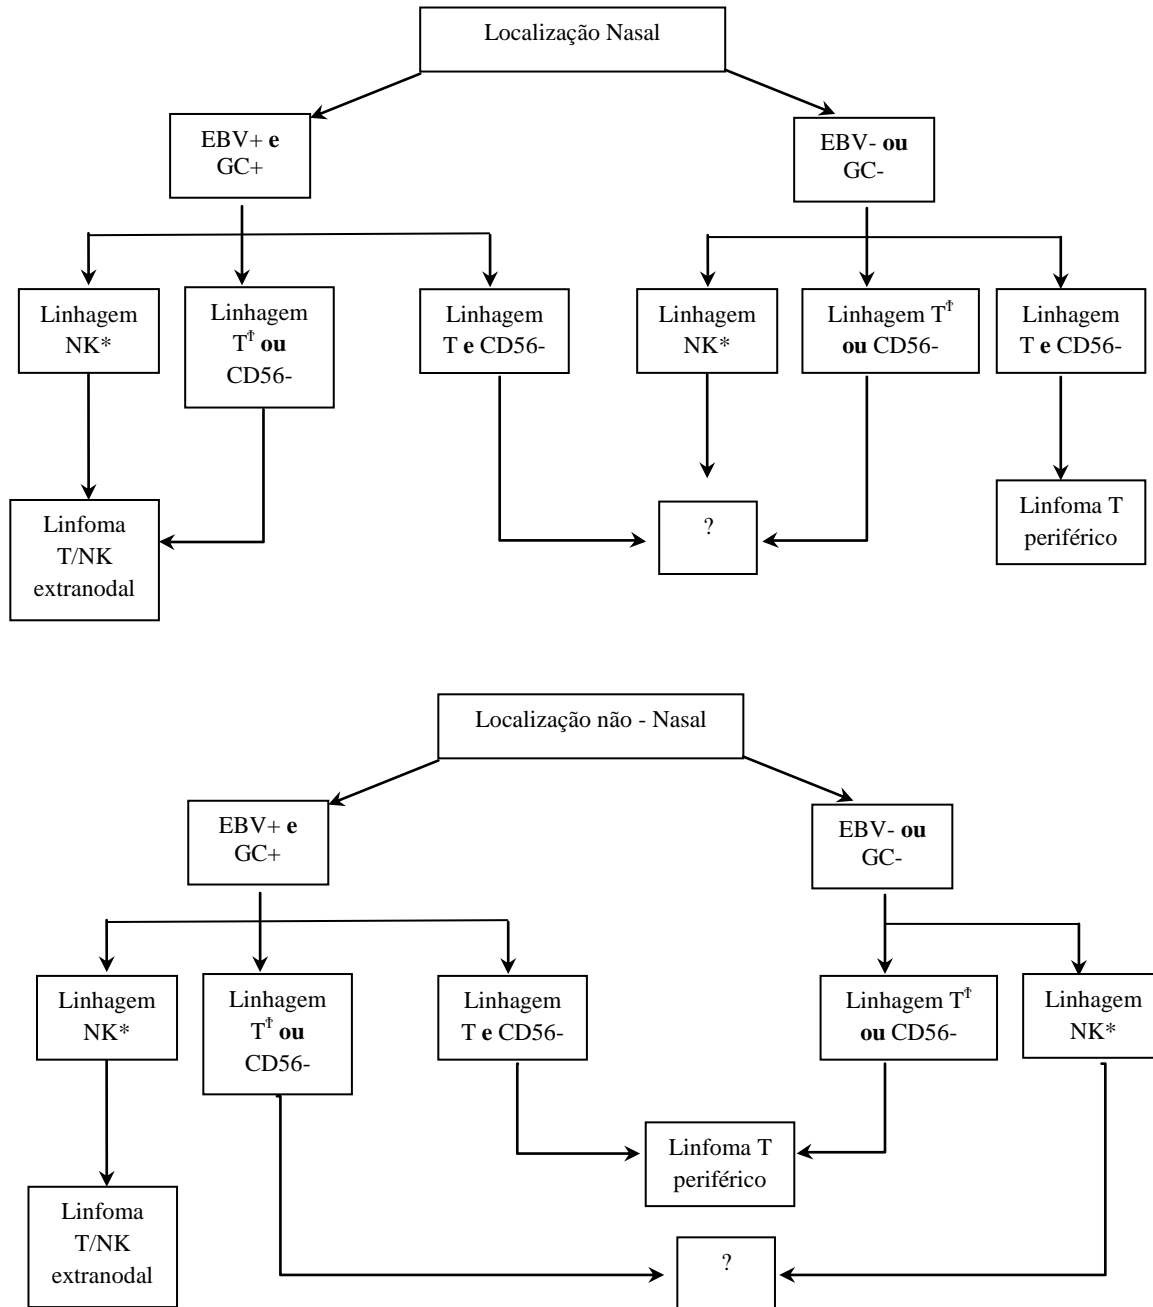 Localização Nasal
EBV+ e
GC+
EBV- ou
GC-
Linhagem
NK*
Linhagem
T† ou
CD56-
Linhagem
T e CD56-
Linhagem
NK*
Linhagem T†
ou CD56-
Linhagem
T e CD56-
Linfoma
T/NK
extranodal
?
Linfoma T
periférico
Localização não - Nasal
EBV+ e
GC+
EBV- ou
GC-
Linhagem
NK*
Linhagem
T† ou
CD56-
Linhagem
T e CD56-
Linhagem T†
ou CD56-
Linhagem
NK*
Linfoma T
periférico
Linfoma
T/NK
extranodal
?